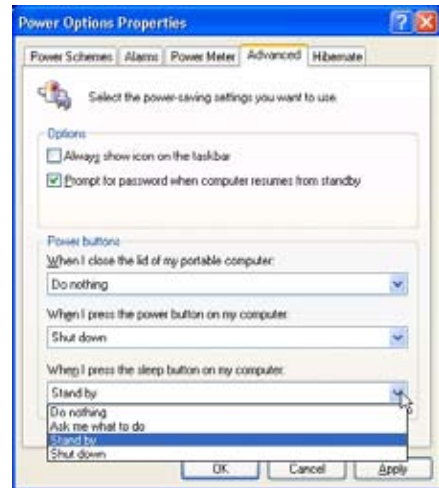 Power Options Properties
Power Schemes Alarms Power Meter Advanced Hibernate
Select the power-saving settings you want to use.
Options
Always show icon on the taskbar
Prompt for password when computer resumes from standby
Power buttons
When I close the lid of my portable computer:
Do nothing
When I press the power button on my computer:
Shut down
When I press the sleep button on my computer:
Stand by
Do nothing
Ask me what to do
Stand by
Shut down
OK Cancel Apply